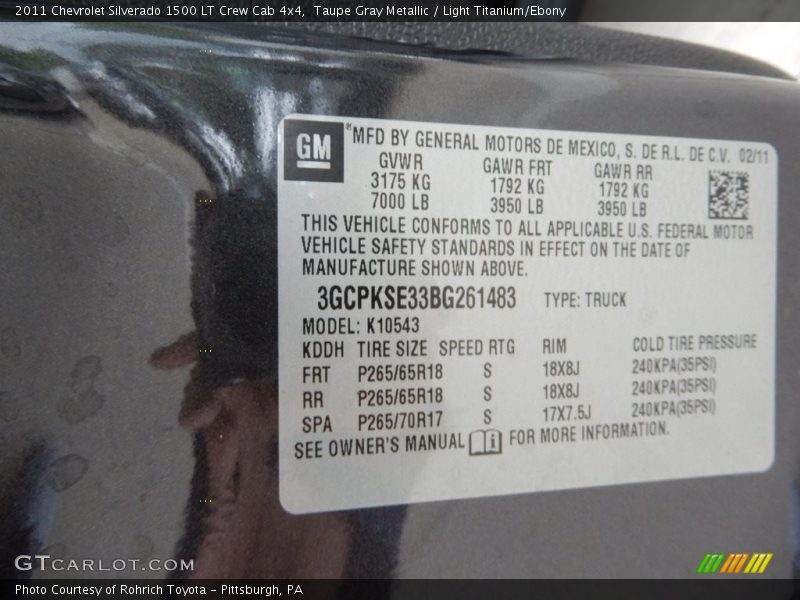 2011 Chevrolet Silverado 1500 LT Crew Cab 4x4,  Taupe Gray Metallic / Light Titanium/Ebony
GM
*MFD BY GENERAL MOTORS DE MEXICO, S. DE R.L. DE C.V.  02/11
GVWR GAWR FRT GAWR RR
3175 KG 1792 KG 1792 KG
7000 LB 3950 LB 3950 LB
THIS VEHICLE CONFORMS TO ALL APPLICABLE U.S. FEDERAL MOTOR
VEHICLE SAFETY STANDARDS IN EFFECT ON THE DATE OF
MANUFACTURE SHOWN ABOVE.
3GCPKSE33BG261483 TYPE: TRUCK
MODEL: K10543
KDDH TIRE SIZE SPEED RTG RIM COLD TIRE PRESSURE
FRT P265/65R18 S 18X8J 240KPA(35PSI)
RR P265/65R18 S 18X8J 240KPA(35PSI)
SPA P265/70R17 S 17X7.5J 240KPA(35PSI)
SEE OWNER'S MANUAL i FOR MORE INFORMATION.
GTCARLOT.COM
Photo Courtesy of Rohrich Toyota - Pittsburgh, PA